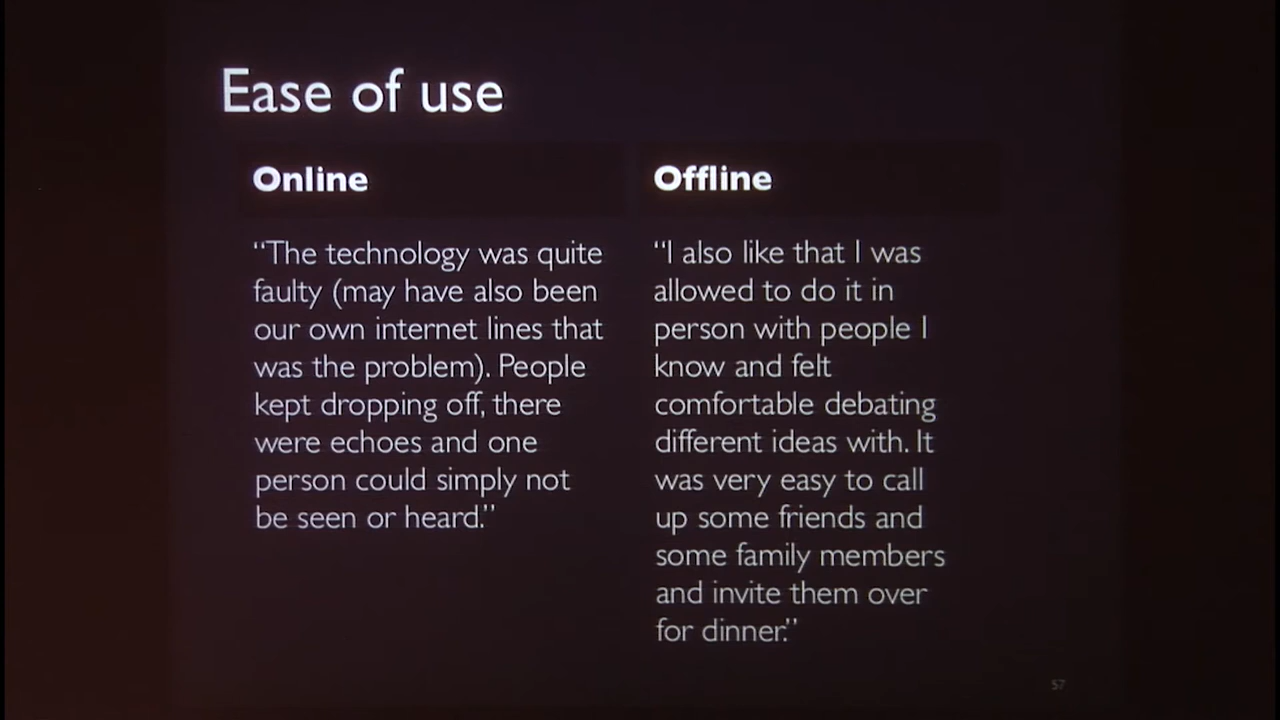 Ease of use
Online
“The technology was quite
faulty (may have also been
our own internet lines that
was the problem). People
kept dropping off, there
were echoes and one
person could simply not
be seen or heard.”
Offline
“I also like that I was
allowed to do it in
person with people I
know and felt
comfortable debating
different ideas with. It
was very easy to call
up some friends and
some family members
and invite them over
for dinner.”
57